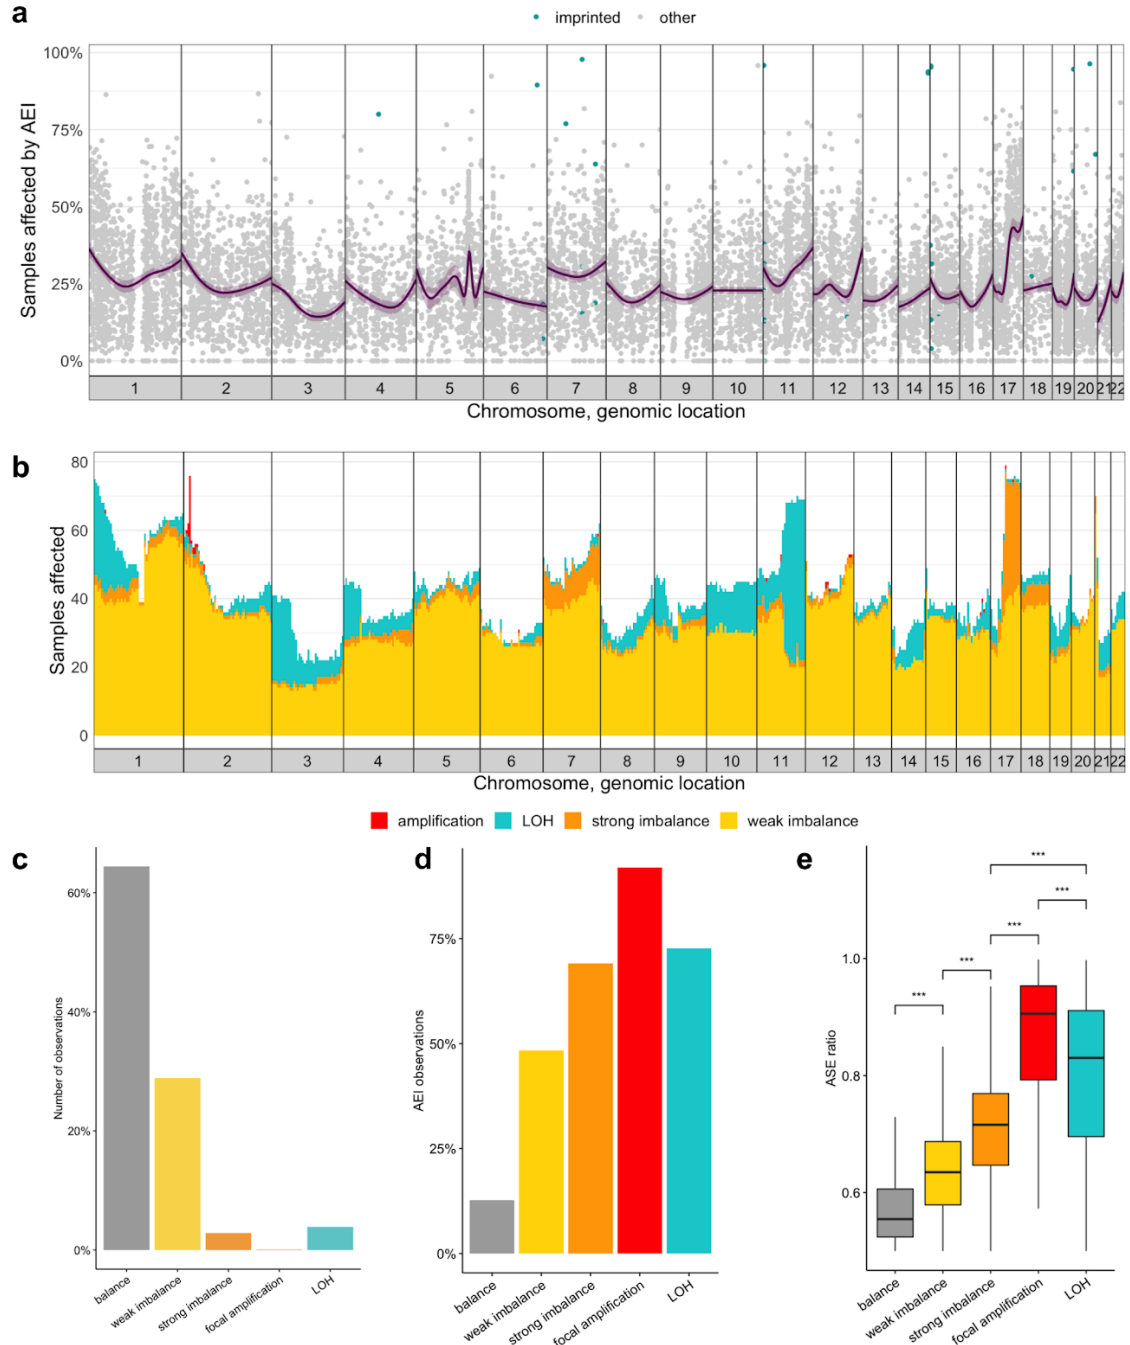 a
imprinted other
100%
75%
50%
25%
0%
Samples affected by AEI
1 2 3 4 5 6 7 8 9 10 11 12 13 14 15 16 17 18 19 20 21 22
Chromosome, genomic location
b
80
60
40
20
0
Samples affected
1 2 3 4 5 6 7 8 9 10 11 12 13 14 15 16 17 18 19 20 21 22
Chromosome, genomic location
amplification LOH strong imbalance weak imbalance
c
60%
40%
20%
0%
Number of observations
balance
weak imbalance
strong imbalance
focal amplification
LOH
d
75%
50%
25%
0%
AEI observations
balance
weak imbalance
strong imbalance
focal amplification
LOH
e
***
***
***
***
***
1.0
0.8
0.6
ASE ratio
balance
weak imbalance
strong imbalance
focal amplification
LOH